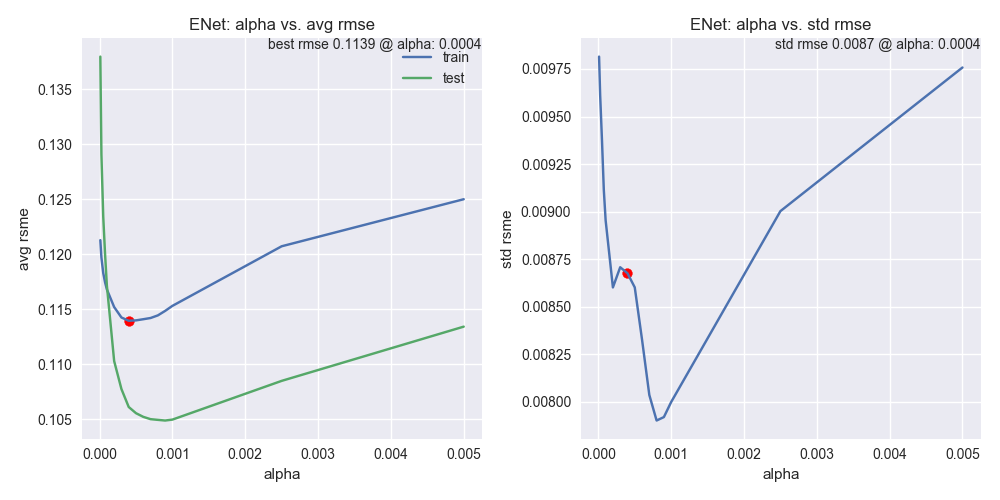 ENet: alpha vs. avg rmse
best rmse 0.1139 @ alpha: 0.0004
train
test
0.135
0.130
0.125
0.120
0.115
0.110
0.105
avg rsme
0.000 0.001 0.002 0.003 0.004 0.005
alpha
ENet: alpha vs. std rmse
std rmse 0.0087 @ alpha: 0.0004
0.00975
0.00950
0.00925
0.00900
0.00875
0.00850
0.00825
0.00800
std rsme
0.000 0.001 0.002 0.003 0.004 0.005
alpha